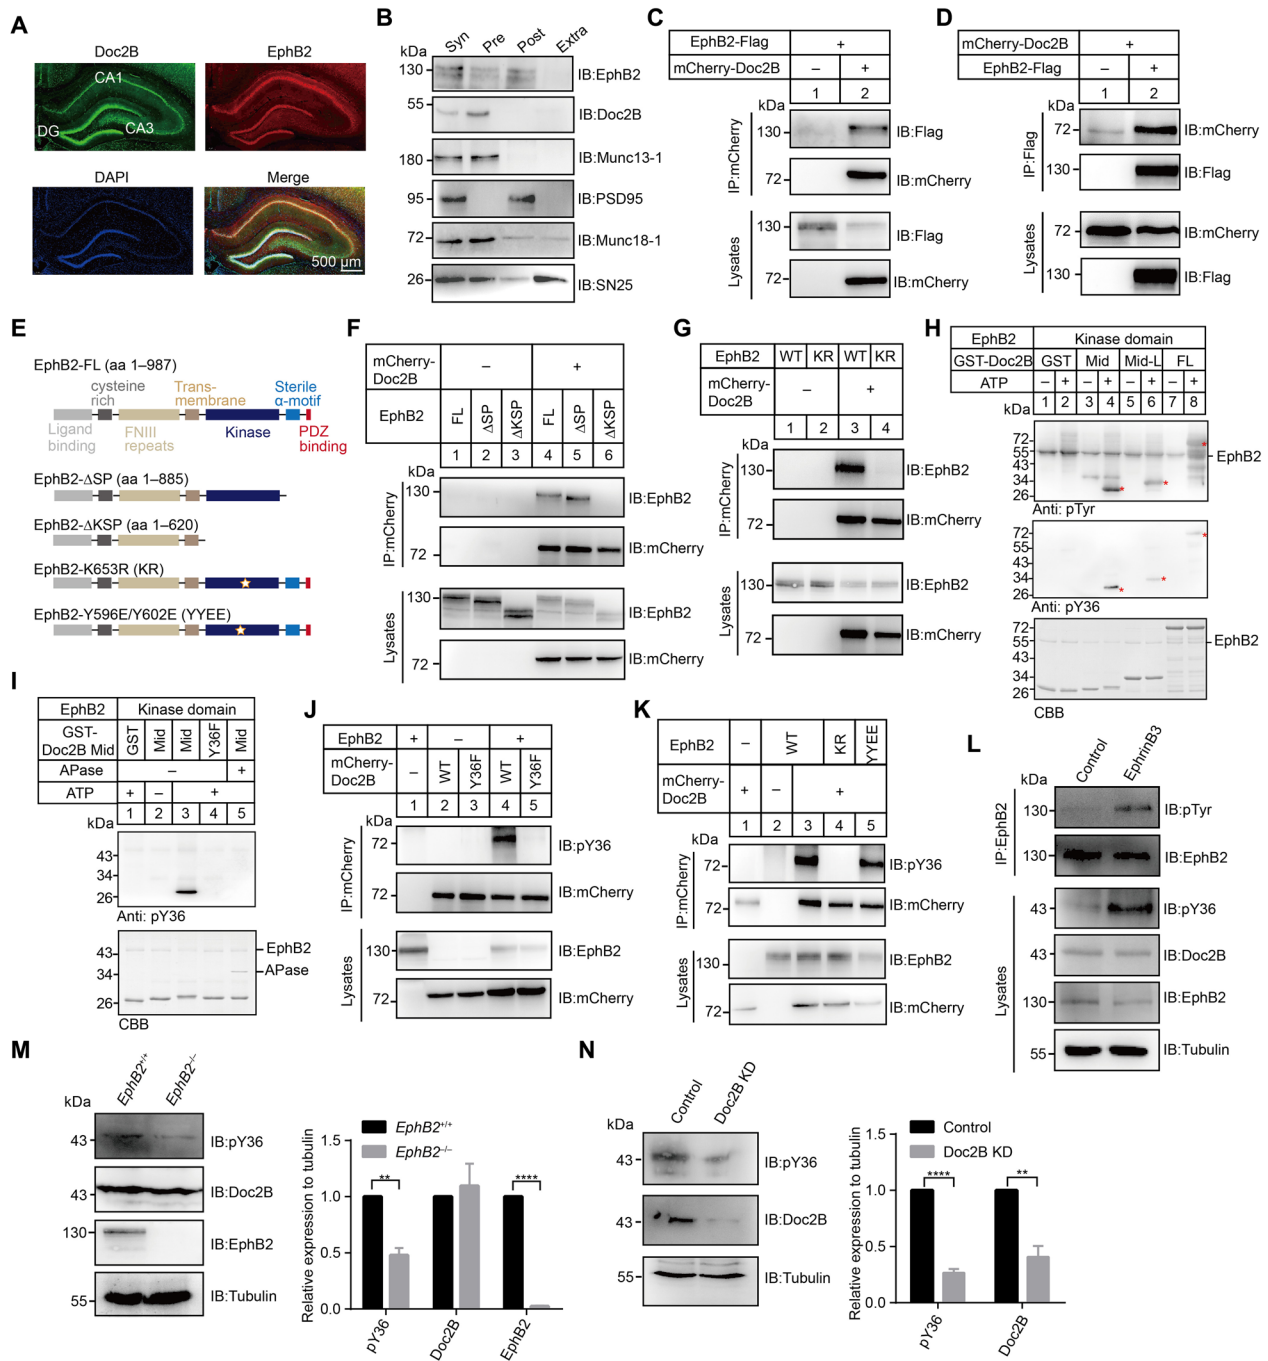 A
Doc2B
EphB2
CA1
DG
CA3
DAPI
Merge
500 µm
B
kDa
Syn
Pre
Post
Extra
130
IB:EphB2
55
IB:Doc2B
180
IB:Munc13-1
95
IB:PSD95
72
IB:Munc18-1
26
IB:SN25
C
EphB2-Flag
+
mCherry-Doc2B
– +
kDa
1 2
IP:mCherry
130
IB:Flag
72
IB:mCherry
Lysates
130
IB:Flag
72
IB:mCherry
D
mCherry-Doc2B
+
EphB2-Flag
– +
kDa
1 2
IP:Flag
72
IB:mCherry
130
IB:Flag
Lysates
72
IB:mCherry
130
IB:Flag
E
EphB2-FL (aa 1–987)
cysteine
rich
Trans-
membrane
Sterile
α-motif
Ligand
binding
FNIII
repeats
Kinase
PDZ
binding
EphB2-ΔSP (aa 1–885)
EphB2-ΔKSP (aa 1–620)
EphB2-K653R (KR)
EphB2-Y596E/Y602E (YYEE)
F
mCherry-
Doc2B
– +
EphB2
FL ΔSP ΔKSP FL ΔSP ΔKSP
1 2 3 4 5 6
kDa
IP:mCherry
130
IB:EphB2
72
IB:mCherry
Lysates
130
IB:EphB2
72
IB:mCherry
G
EphB2
WT KR WT KR
mCherry-
Doc2B
– +
1 2 3 4
kDa
IP:mCherry
130
IB:EphB2
72
IB:mCherry
Lysates
130
IB:EphB2
72
IB:mCherry
H
EphB2
Kinase domain
GST-Doc2B
GST Mid Mid-L FL
ATP
– + – + – + – +
kDa
1 2 3 4 5 6 7 8
72
55
43
34
26
*
*
*
EphB2
Anti: pTyr
72
55
43
34
26
*
*
*
Anti: pY36
72
55
43
34
26
EphB2
CBB
I
EphB2
Kinase domain
GST-
Doc2B Mid
GST Mid Mid Y36F Mid
APase
– +
ATP
+ – +
1 2 3 4 5
kDa
43
34
26
Anti: pY36
43
34
26
EphB2
APase
CBB
J
EphB2
+ – +
mCherry-
Doc2B
– WT Y36F WT Y36F
1 2 3 4 5
kDa
IP:mCherry
72
IB:pY36
72
IB:mCherry
Lysates
130
IB:EphB2
72
IB:mCherry
K
EphB2
– WT KR YYEE
mCherry-
Doc2B
+ – +
1 2 3 4 5
kDa
IP:mCherry
72
IB:pY36
72
IB:mCherry
Lysates
130
IB:EphB2
72
IB:mCherry
L
Control
EphrinB3
kDa
IP:EphB2
130
IB:pTyr
130
IB:EphB2
Lysates
43
IB:pY36
43
IB:Doc2B
130
IB:EphB2
55
IB:Tubulin
M
EphB2+/+
EphB2–/–
kDa
43
IB:pY36
43
IB:Doc2B
130
IB:EphB2
55
IB:Tubulin
Relative expression to tubulin
EphB2+/+
EphB2–/–
1.5
1.0
0.5
0.0
**
****
pY36
Doc2B
EphB2
N
Control
Doc2B KD
kDa
43
IB:pY36
43
IB:Doc2B
55
IB:Tubulin
Relative expression to tubulin
Control
Doc2B KD
1.5
1.0
0.5
0.0
****
**
pY36
Doc2B